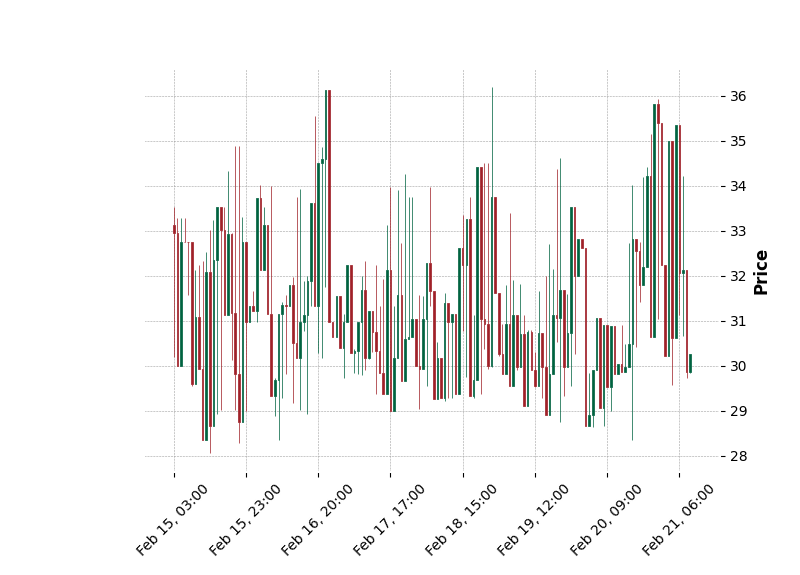 36
35
34
33
32
31
30
29
28
Price
Feb 15, 03:00
Feb 15, 23:00
Feb 16, 20:00
Feb 17, 17:00
Feb 18, 15:00
Feb 19, 12:00
Feb 20, 09:00
Feb 21, 06:00